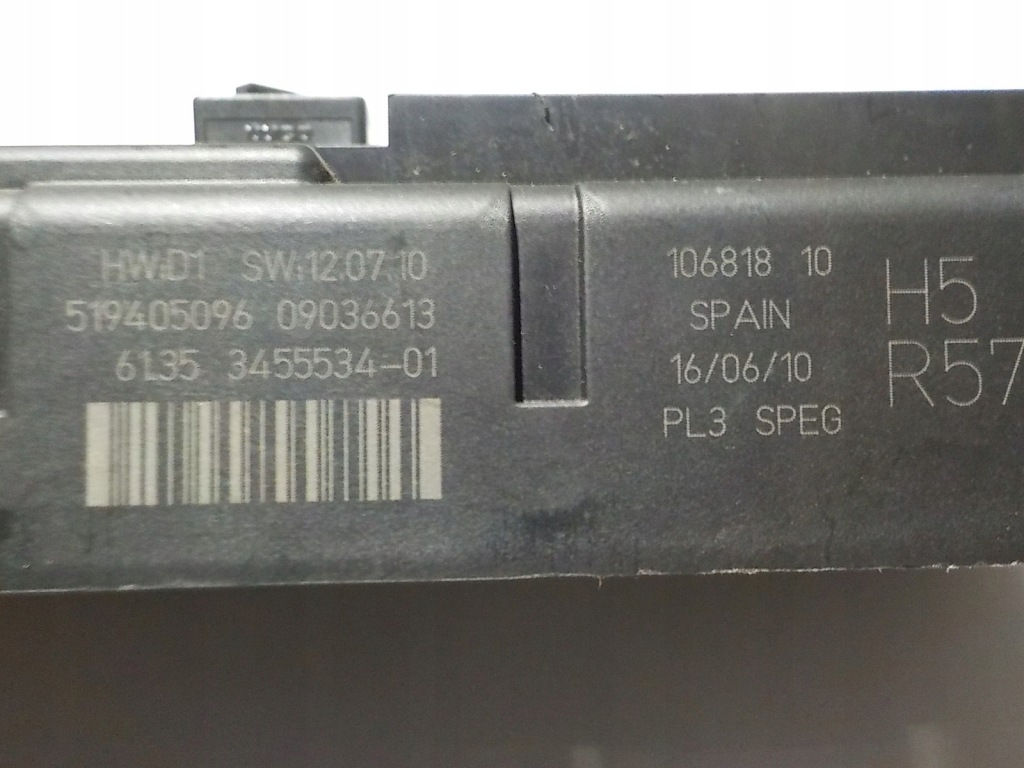 HW:D1 SW:12.07.10
519405096 09036613
61.35 3455534-01
106818 10
SPAIN
16/06/10
PL3 SPEG
H5
R57